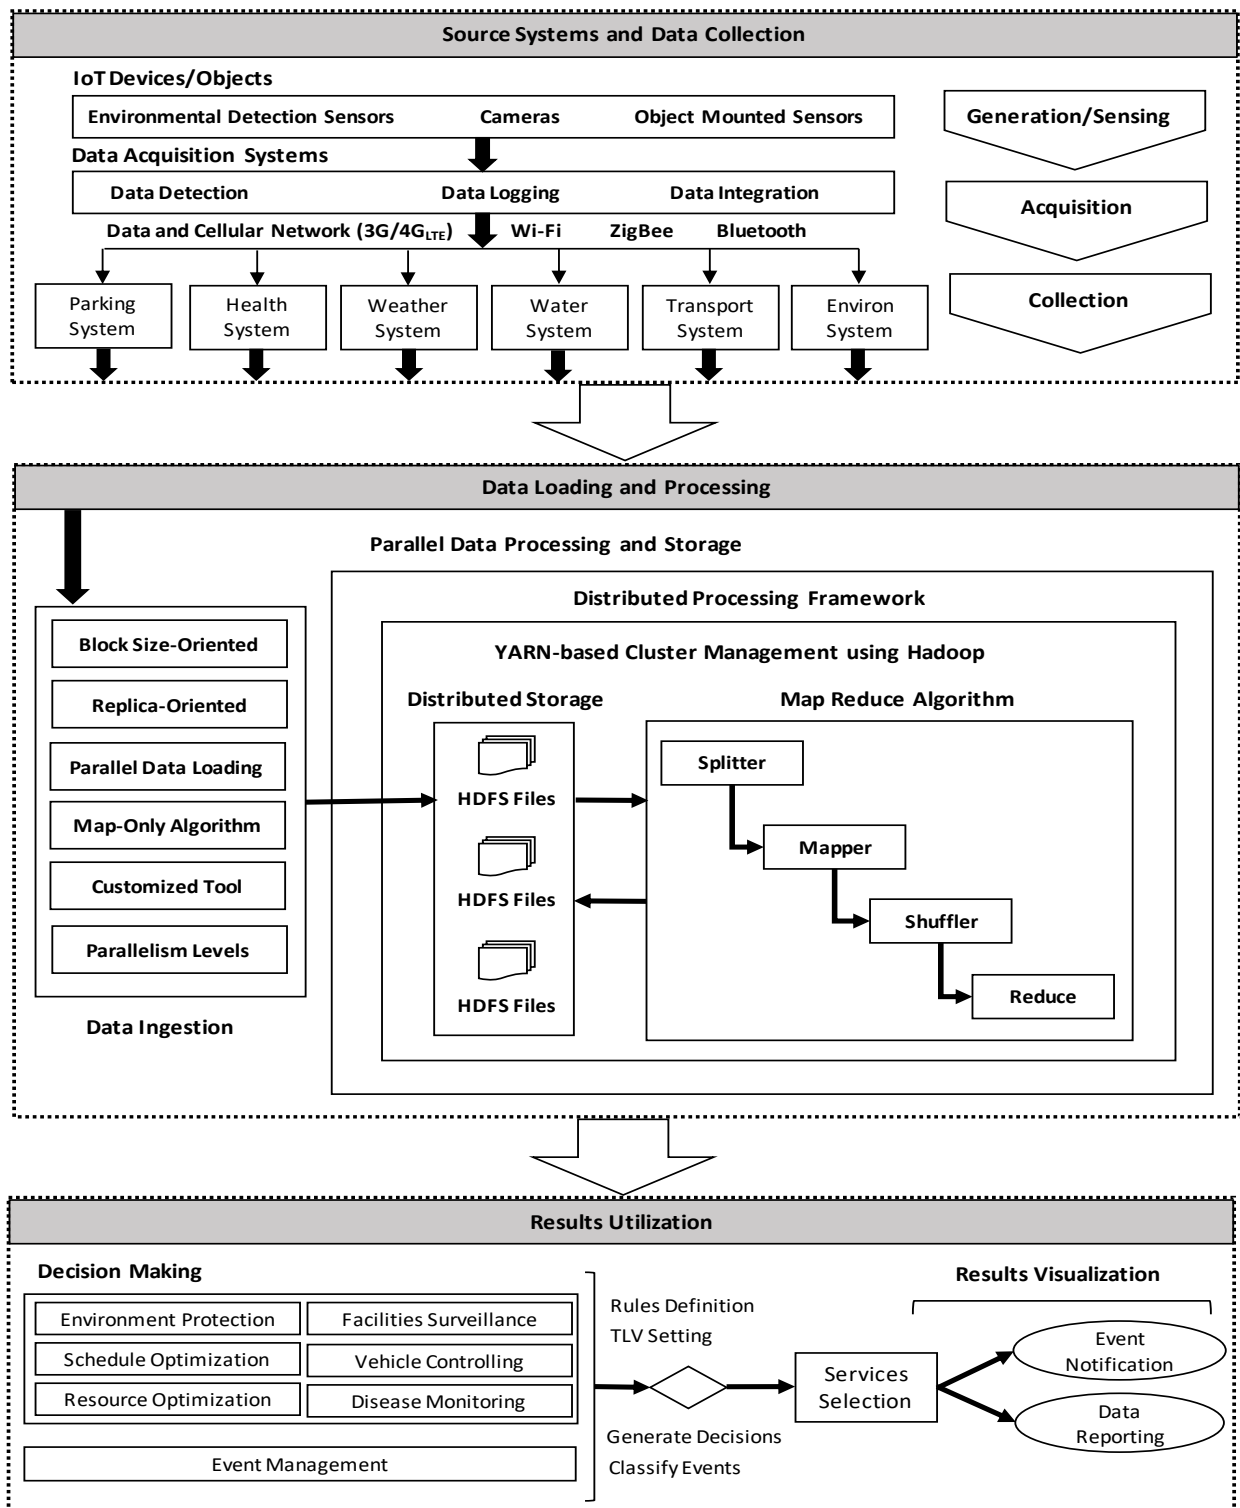 Source Systems and Data Collection
IoT Devices/Objects
Environmental Detection Sensors Cameras Object Mounted Sensors
Generation/Sensing
Data Acquisition Systems
Data Detection Data Logging Data Integration
Acquisition
Data and Cellular Network (3G/4GLTE) Wi-Fi ZigBee Bluetooth
Parking
System
Health
System
Weather
System
Water
System
Transport
System
Environ
System
Collection
Data Loading and Processing
Parallel Data Processing and Storage
Distributed Processing Framework
YARN-based Cluster Management using Hadoop
Block Size-Oriented
Replica-Oriented
Parallel Data Loading
Map-Only Algorithm
Customized Tool
Parallelism Levels
Data Ingestion
Distributed Storage
HDFS Files
HDFS Files
HDFS Files
Map Reduce Algorithm
Splitter
Mapper
Shuffler
Reduce
Results Utilization
Decision Making
Environment Protection Facilities Surveillance
Schedule Optimization Vehicle Controlling
Resource Optimization Disease Monitoring
Event Management
Rules Definition
TLV Setting
Generate Decisions
Classify Events
Services
Selection
Results Visualization
Event
Notification
Data
Reporting